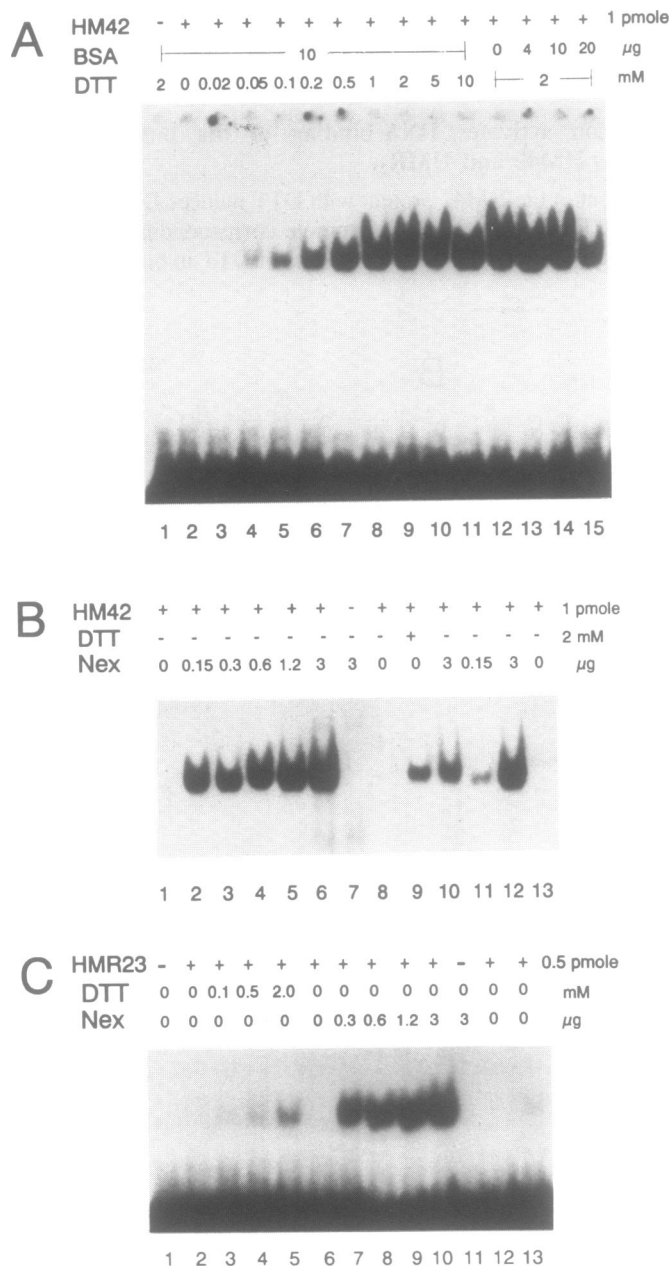 A
HM42 - + + + + + + + + + + + + + + 1 pmole
BSA 10 0 4 10 20 µg
DTT 2 0 0.02 0.05 0.1 0.2 0.5 1 2 5 10 2 mM
1 2 3 4 5 6 7 8 9 10 11 12 13 14 15
B
HM42 + + + + + + - + + + + + + 1 pmole
DTT - - - - - - - - + - - - - 2 mM
Nex 0 0.15 0.3 0.6 1.2 3 3 0 0 3 0.15 3 0 µg
1 2 3 4 5 6 7 8 9 10 11 12 13
C
HMR23 - + + + + + + + + + - + + 0.5 pmole
DTT 0 0 0.1 0.5 2.0 0 0 0 0 0 0 0 0 mM
Nex 0 0 0 0 0 0 0.3 0.6 1.2 3 3 0 0 µg
1 2 3 4 5 6 7 8 9 10 11 12 13